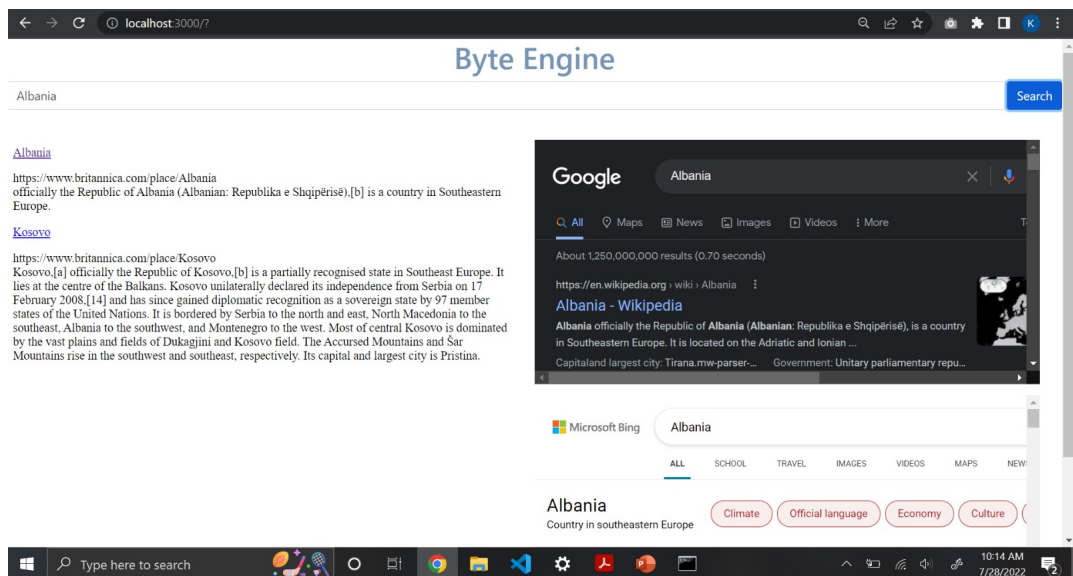 localhost:3000/?
K
Byte Engine
Albania
Search
Albania
https://www.britannica.com/place/Albania
officially the Republic of Albania (Albanian: Republika e Shqipërisë),[b] is a country in Southeastern
Europe.
Kosovo
https://www.britannica.com/place/Kosovo
Kosovo,[a] officially the Republic of Kosovo,[b] is a partially recognised state in Southeast Europe. It
lies at the centre of the Balkans. Kosovo unilaterally declared its independence from Serbia on 17
February 2008,[14] and has since gained diplomatic recognition as a sovereign state by 97 member
states of the United Nations. It is bordered by Serbia to the north and east, North Macedonia to the
southeast, Albania to the southwest, and Montenegro to the west. Most of central Kosovo is dominated
by the vast plains and fields of Dukagjini and Kosovo field. The Accursed Mountains and Šar
Mountains rise in the southwest and southeast, respectively. Its capital and largest city is Pristina.
Google Albania
All Maps News Images Videos More
About 1,250,000,000 results (0.70 seconds)
https://en.wikipedia.org › wiki › Albania
Albania - Wikipedia
Albania officially the Republic of Albania (Albanian: Republika e Shqipërisë), is a country
in Southeastern Europe. It is located on the Adriatic and Ionian ...
Capitaland largest city: Tirana.mw-parser-... Government: Unitary parliamentary repu...
Microsoft Bing Albania
ALL SCHOOL TRAVEL IMAGES VIDEOS MAPS NEW
Albania
Country in southeastern Europe
Climate Official language Economy Culture
Type here to search
10:14 AM
7/28/2022
2